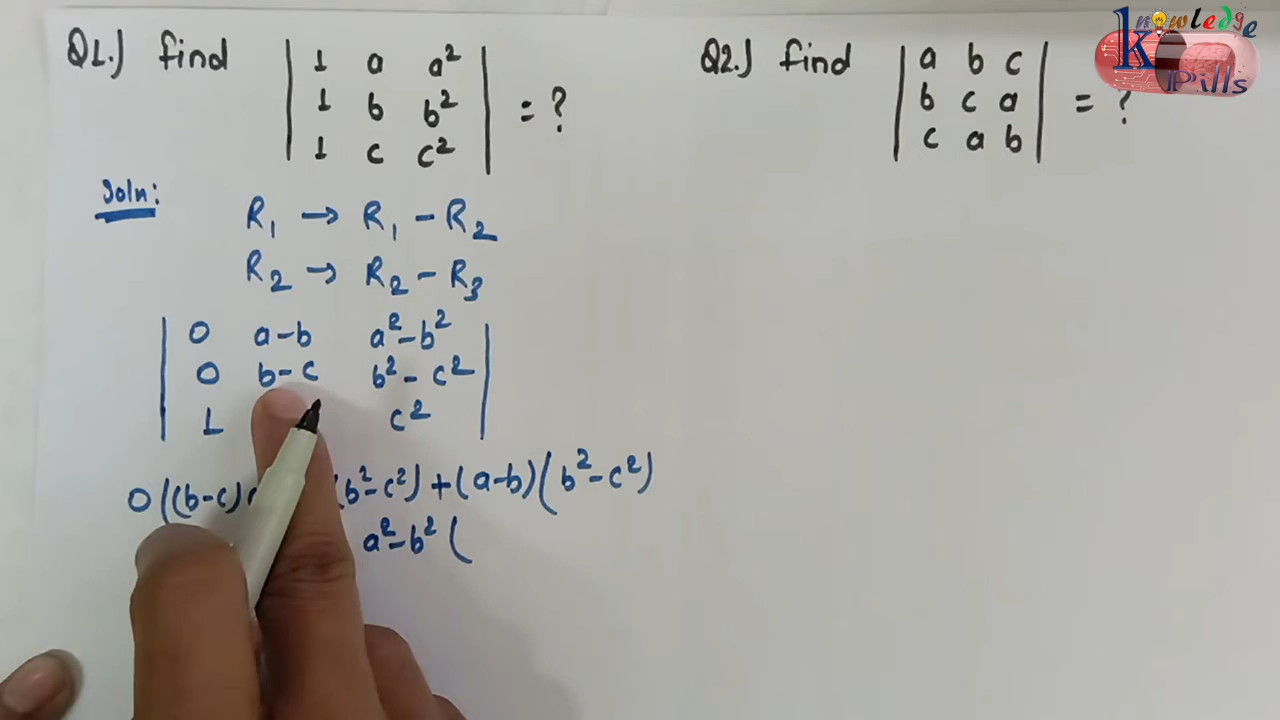 Q1.) find | 1 a a² | = ?
| 1 b b² |
| 1 c c² |
Soln:
R₁ → R₁ - R₂
R₂ → R₂ - R₃
| 0 a-b a²-b² |
| 0 b-c b²-c² |
| 1 c² |
0((b-c) (b²-c²) + (a-b)(b²-c²)
a²-b² (
Q2.) find | a b c | = ?
| b c a |
| c a b |
knowledge
Pills